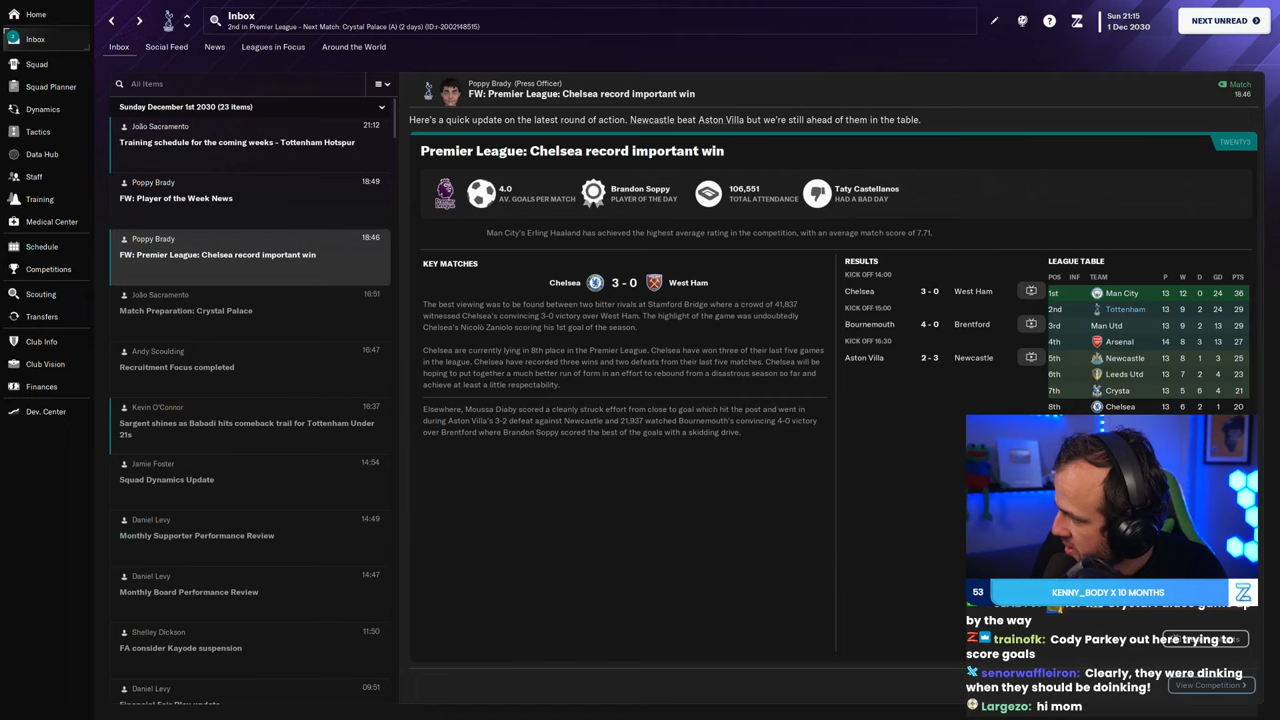 Home
Inbox
Squad
Squad Planner
Dynamics
Tactics
Data Hub
Staff
Training
Medical Center
Schedule
Competitions
Scouting
Transfers
Club Info
Club Vision
Finances
Dev. Center
Inbox
2nd in Premier League - Next Match: Crystal Palace (A) (2 days) (ID:r-2002148515)
Sun 21:15
1 Dec 2030
NEXT UNREAD
Inbox
Social Feed
News
Leagues in Focus
Around the World
All Items
Sunday December 1st 2030 (23 items)
João Sacramento 21:12
Training schedule for the coming weeks - Tottenham Hotspur
Poppy Brady 18:49
FW: Player of the Week News
Poppy Brady 18:46
FW: Premier League: Chelsea record important win
João Sacramento 16:51
Match Preparation: Crystal Palace
Andy Scoulding 16:47
Recruitment Focus completed
Kevin O'Connor 16:37
Sargent shines as Babadi hits comeback trail for Tottenham Under
21s
Jamie Foster 14:54
Squad Dynamics Update
Daniel Levy 14:49
Monthly Supporter Performance Review
Daniel Levy 14:47
Monthly Board Performance Review
Shelley Dickson 11:50
FA consider Kayode suspension
Daniel Levy 09:51
Financial Fair Play update
Poppy Brady (Press Officer)
FW: Premier League: Chelsea record important win
Match
18:46
Here's a quick update on the latest round of action. Newcastle beat Aston Villa but we're still ahead of them in the table.
TWENTY3
Premier League: Chelsea record important win
4.0
AV. GOALS PER MATCH
Brandon Soppy
PLAYER OF THE DAY
106,551
TOTAL ATTENDANCE
Taty Castellanos
HAD A BAD DAY
Man City's Erling Haaland has achieved the highest average rating in the competition, with an average match score of 7.71.
KEY MATCHES
Chelsea 3 - 0 West Ham
The best viewing was to be found between two bitter rivals at Stamford Bridge where a crowd of 41,837
witnessed Chelsea's convincing 3-0 victory over West Ham. The highlight of the game was undoubtedly
Chelsea's Nicolò Zaniolo scoring his 1st goal of the season.
Chelsea are currently lying in 8th place in the Premier League. Chelsea have won three of their last five games
in the league. Chelsea have recorded three wins and two defeats from their last five matches. Chelsea will be
hoping to put together a much better run of form in an effort to rebound from a disastrous season so far and
achieve at least a little respectability.
Elsewhere, Moussa Diaby scored a cleanly struck effort from close to goal which hit the post and went in
during Aston Villa's 3-2 defeat against Newcastle and 21,937 watched Bournemouth's convincing 4-0 victory
over Brentford where Brandon Soppy scored the best of the goals with a skidding drive.
RESULTS
KICK OFF 14:00
Chelsea 3 - 0 West Ham
KICK OFF 15:00
Bournemouth 4 - 0 Brentford
KICK OFF 16:30
Aston Villa 2 - 3 Newcastle
LEAGUE TABLE
POS INF TEAM P W D GD PTS
1st Man City 13 12 0 24 36
2nd Tottenham 13 9 2 24 29
3rd Man Utd 13 9 2 13 29
4th Arsenal 14 8 3 13 27
5th Newcastle 13 8 1 3 25
6th Leeds Utd 13 7 2 4 23
7th Crysta 13 5 6 4 21
8th Chelsea 13 6 2 1 20
53 KENNY_BODY X 10 MONTHS
by the way
trainofk: Cody Parkey out here trying to
score goals
senorwaffleiron: Clearly, they were drinking
when they should be doinking!
View Competition >
Largezo: hi mom